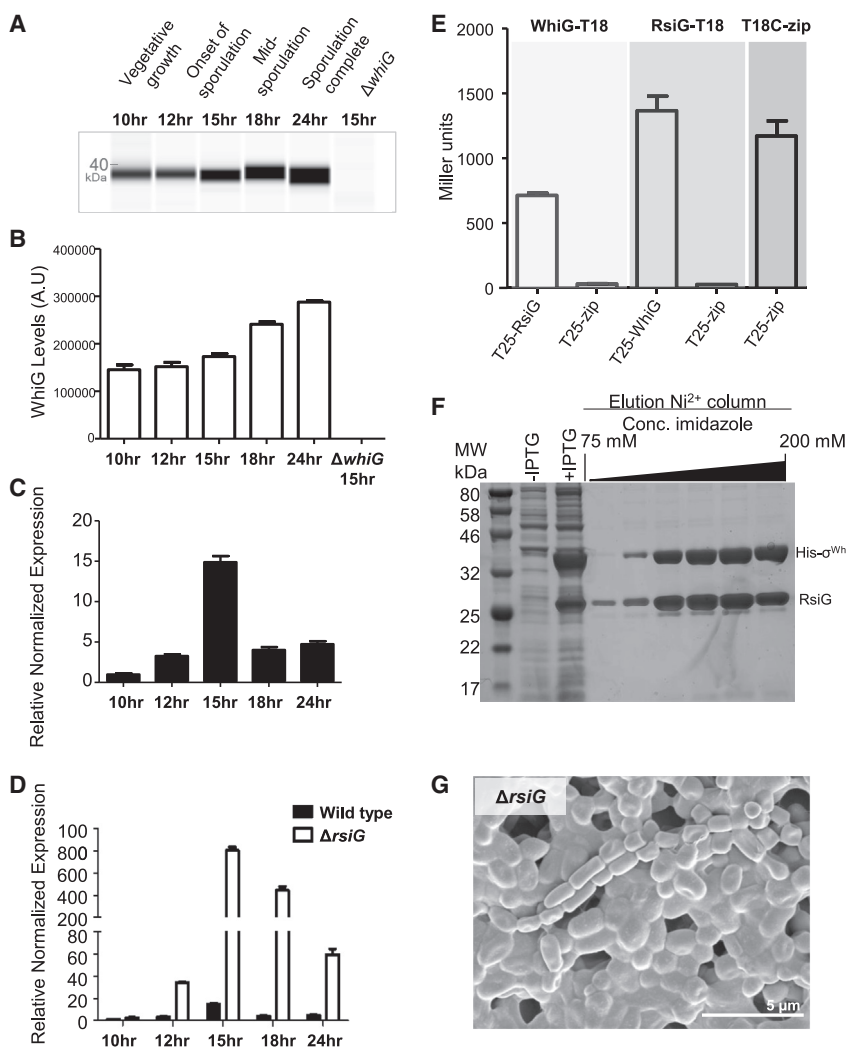 A
Vegetative growth
Onset of sporulation
Mid-sporulation
Sporulation complete
ΔwhiG
10hr 12hr 15hr 18hr 24hr 15hr
40
kDa
B
WhiG Levels (A.U)
400000
300000
200000
100000
0
10hr 12hr 15hr 18hr 24hr ΔwhiG
15hr
C
Relative Normalized Expression
20
15
10
5
0
10hr 12hr 15hr 18hr 24hr
D
Relative Normalized Expression
Wild type
ΔrsiG
100
800
600
400
200
80
60
40
20
0
10hr 12hr 15hr 18hr 24hr
E
WhiG-T18 RsiG-T18 T18C-zip
Miller units
2000
1500
1000
500
0
T25-RsiG
T25-zip
T25-WhiG
T25-zip
T25-zip
F
Elution Ni2+ column
Conc. imidazole
75 mM 200 mM
MW
kDa
-IPTG
+IPTG
80
58
46
32
25
22
17
His-σWh
RsiG
G
ΔrsiG
5 µm